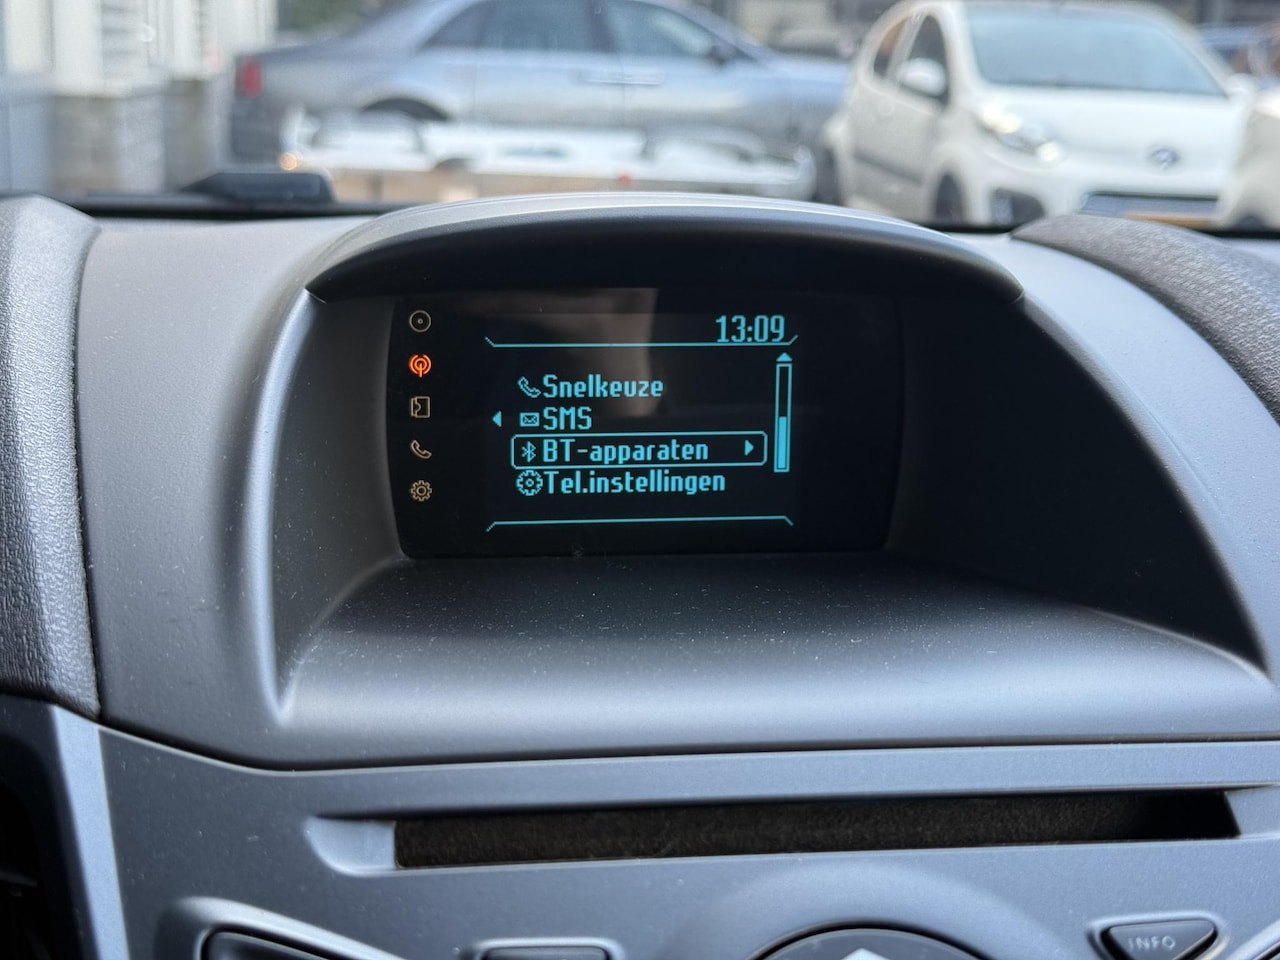 13:09
Snelkeuze
SMS
BT-apparaten
Tel.instellingen
INFO